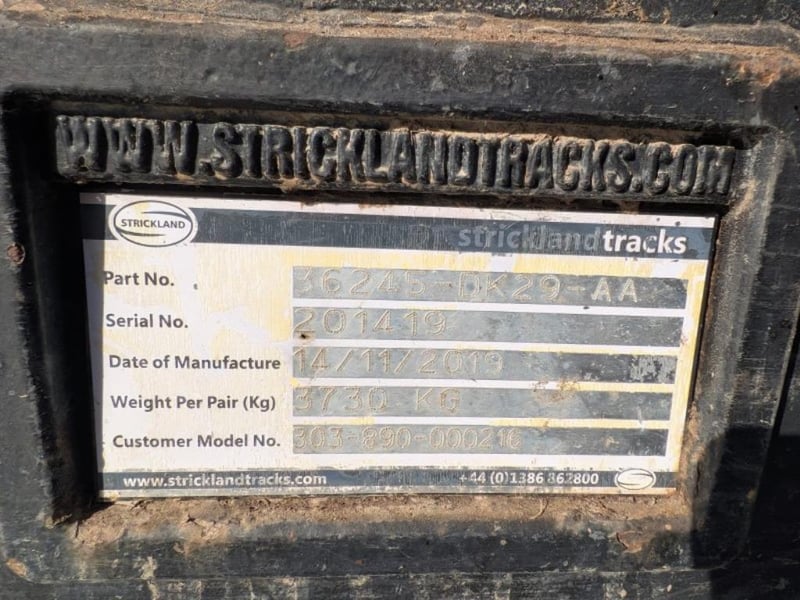 WWW.STRICKLANDTRACKS.COM
STRICKLAND
stricklandtracks
Part No. 36245-DK29-AA
Serial No. 201419
Date of Manufacture 14/11/2019
Weight Per Pair (Kg) 3730 KG
Customer Model No. 303-890-000216
www.stricklandtracks.com +44 (0)1386 862800